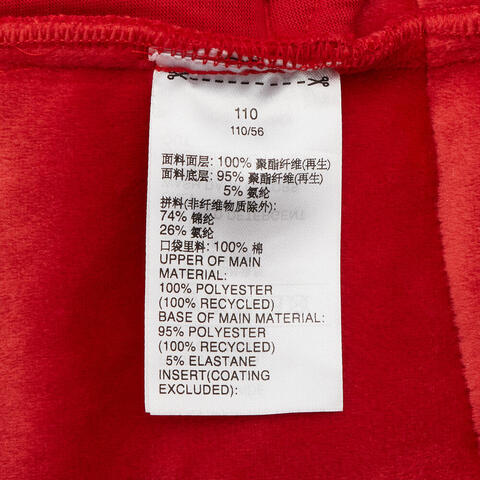 110
110/56
面料面层: 100% 聚酯纤维(再生)
面料底层: 95% 聚酯纤维(再生)
5% 氨纶
拼料(非纤维物质除外):
74% 锦纶
26% 氨纶
口袋里料: 100% 棉
UPPER OF MAIN
MATERIAL:
100% POLYESTER
(100% RECYCLED)
BASE OF MAIN MATERIAL:
95% POLYESTER
(100% RECYCLED)
5% ELASTANE
INSERT(COATING
EXCLUDED):